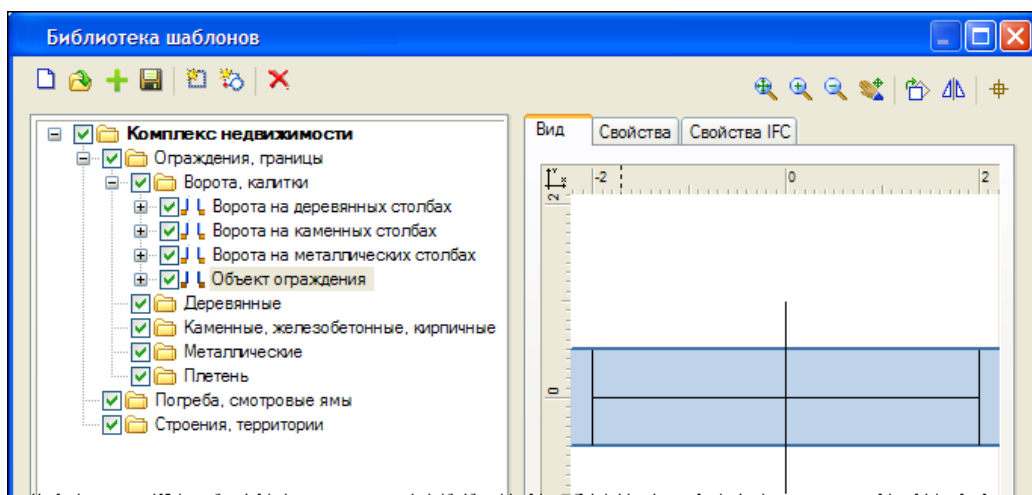 Библиотека шаблонов
Комплекс недвижимости
Ограждения, границы
Ворота, калитки
Ворота на деревянных столбах
Ворота на каменных столбах
Ворота на металлических столбах
Объект ограждения
Деревянные
Каменные, железобетонные, кирпичные
Металлические
Плетень
Погреба, смотровые ямы
Строения, территории
Вид Свойства Свойства IFC
Y x -2 0 2
2
0